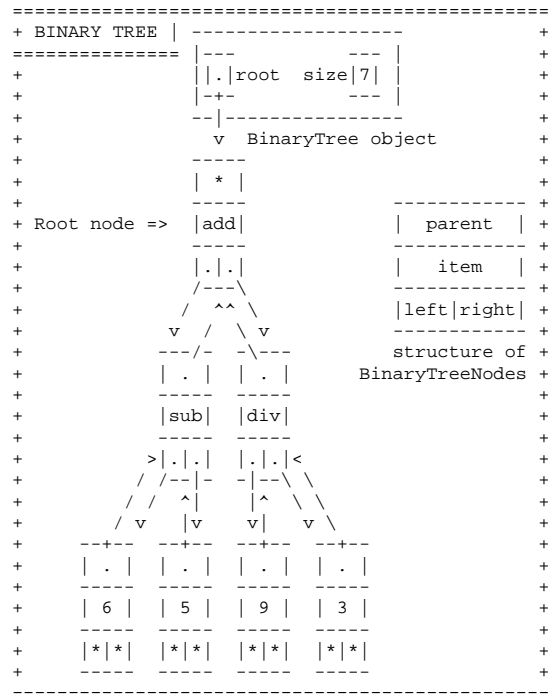 BINARY TREE
root size 7
BinaryTree object
*
Root node => add parent
. . item
left right
structure of
. . BinaryTreeNodes
sub div
. . . .
. . . .
6 5 9 3
* * * * * * * *